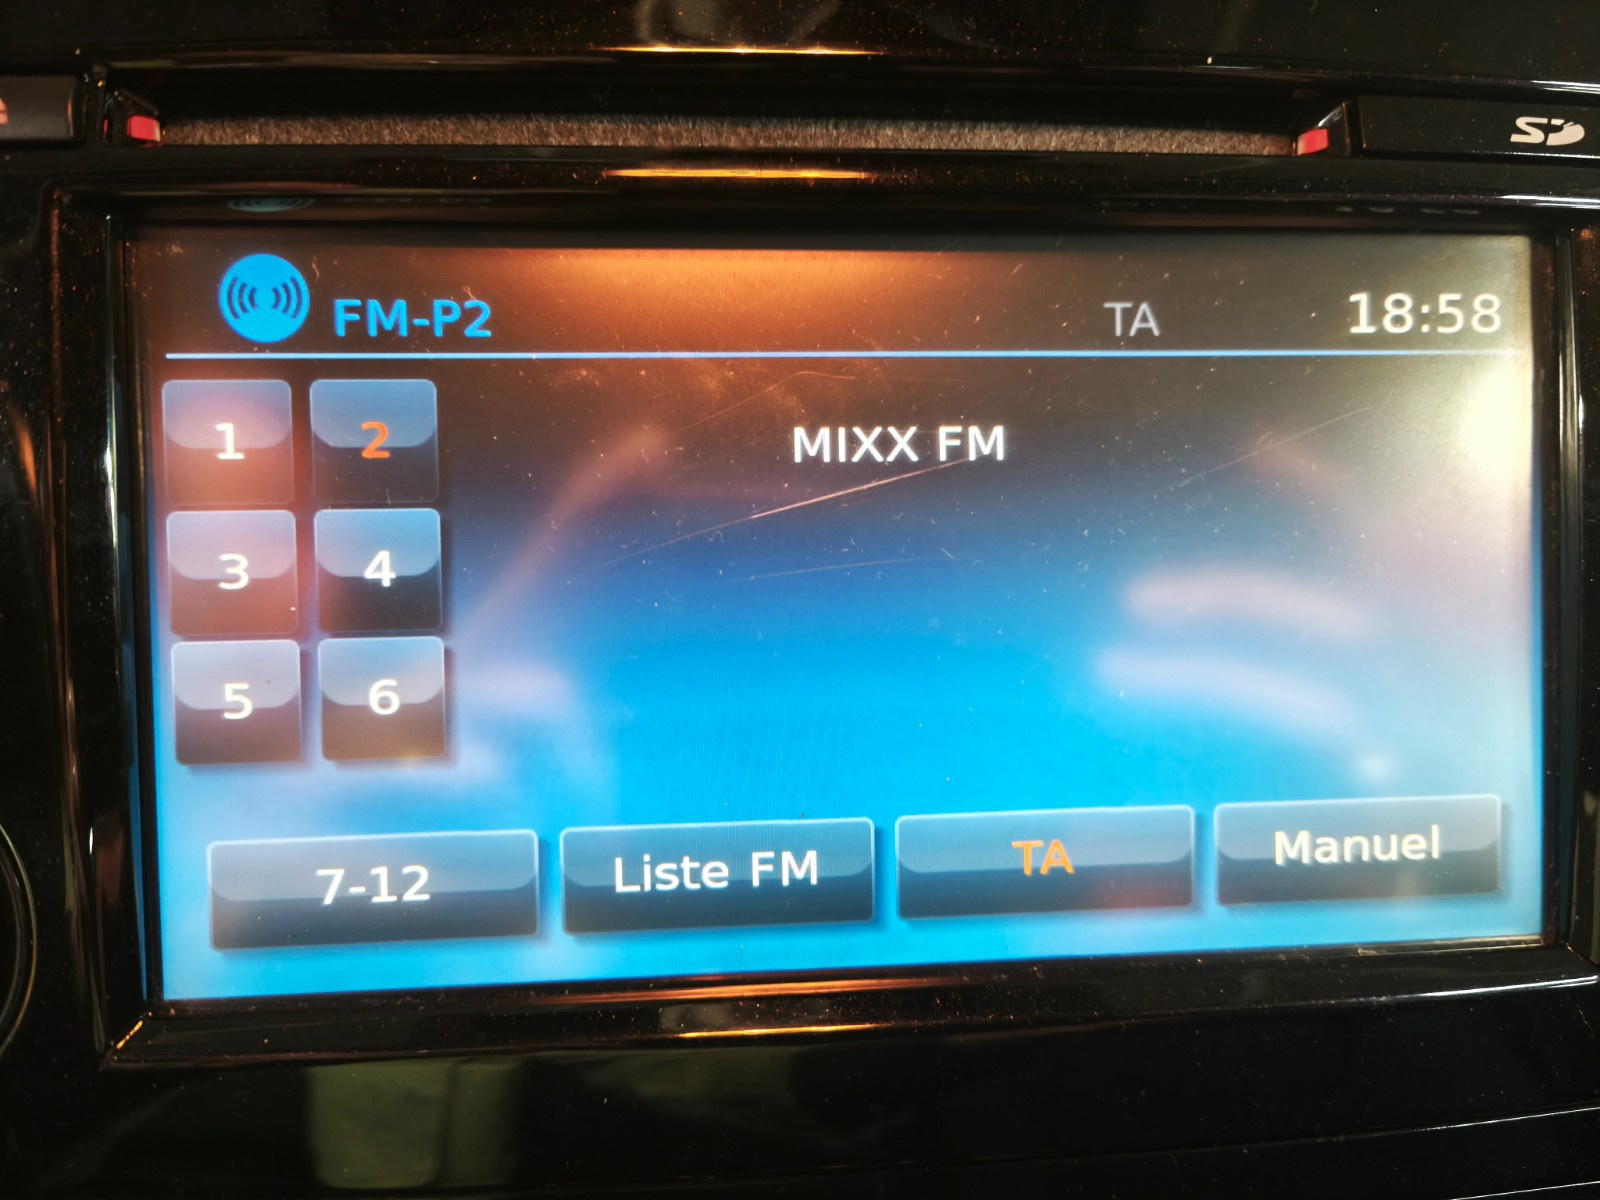 SD
FM-P2 TA 18:58
1 2 MIXX FM
3 4
5 6
7-12 Liste FM TA Manuel